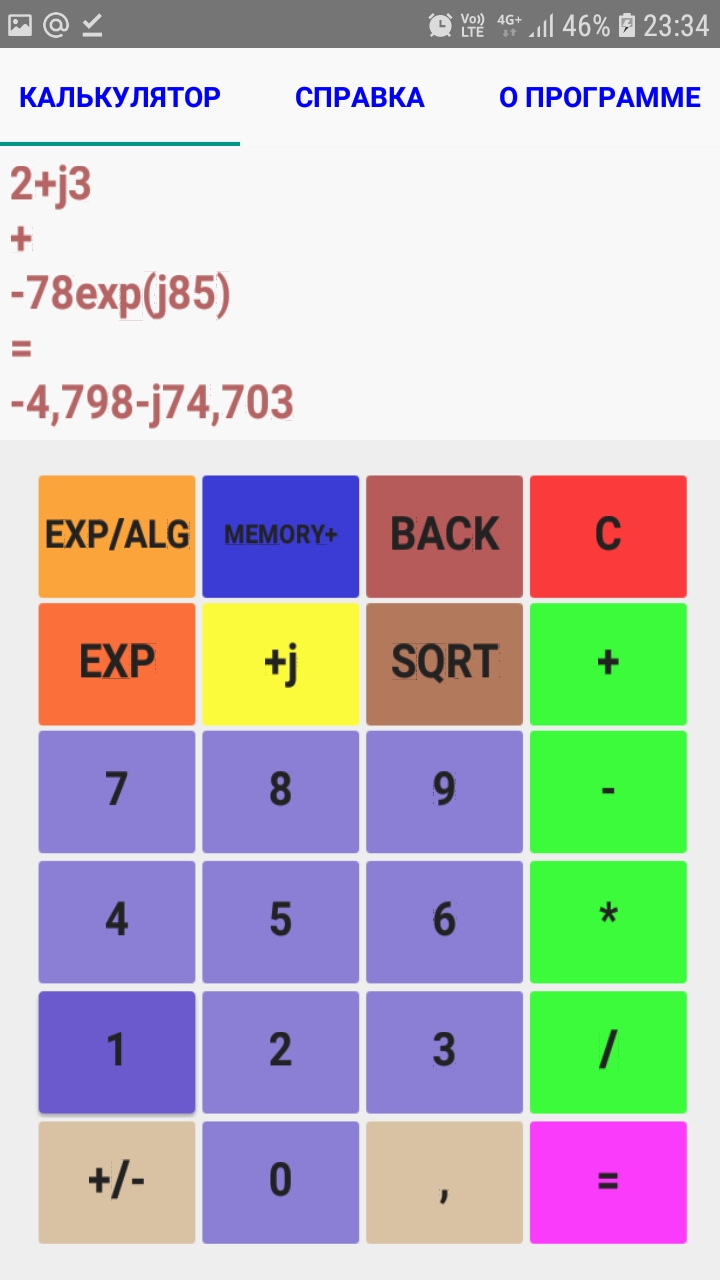 Vo)) LTE 4G+ 46% 23:34
КАЛЬКУЛЯТОР СПРАВКА О ПРОГРАММЕ
2+j3
+
-78exp(j85)
=
-4,798-j74,703
EXP/ALG MEMORY+ BACK C
EXP +j SQRT +
7 8 9 -
4 5 6 *
1 2 3 /
+/- 0 , =